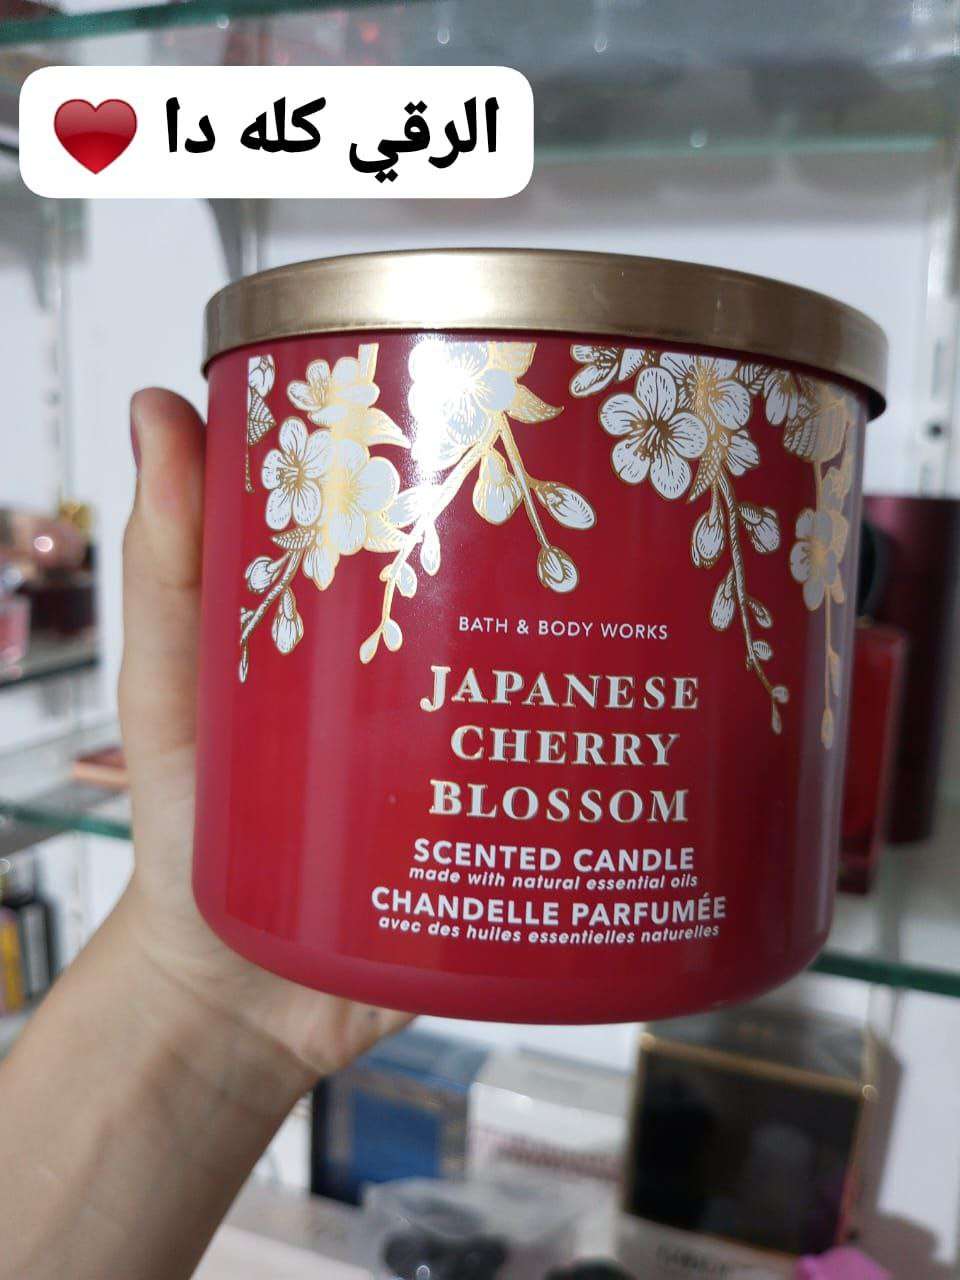 الرقي كله دا ❤️
BATH & BODY WORKS
JAPANESE
CHERRY
BLOSSOM
SCENTED CANDLE
made with natural essential oils
CHANDELLE PARFUMÉE
avec des huiles essentielles naturelles